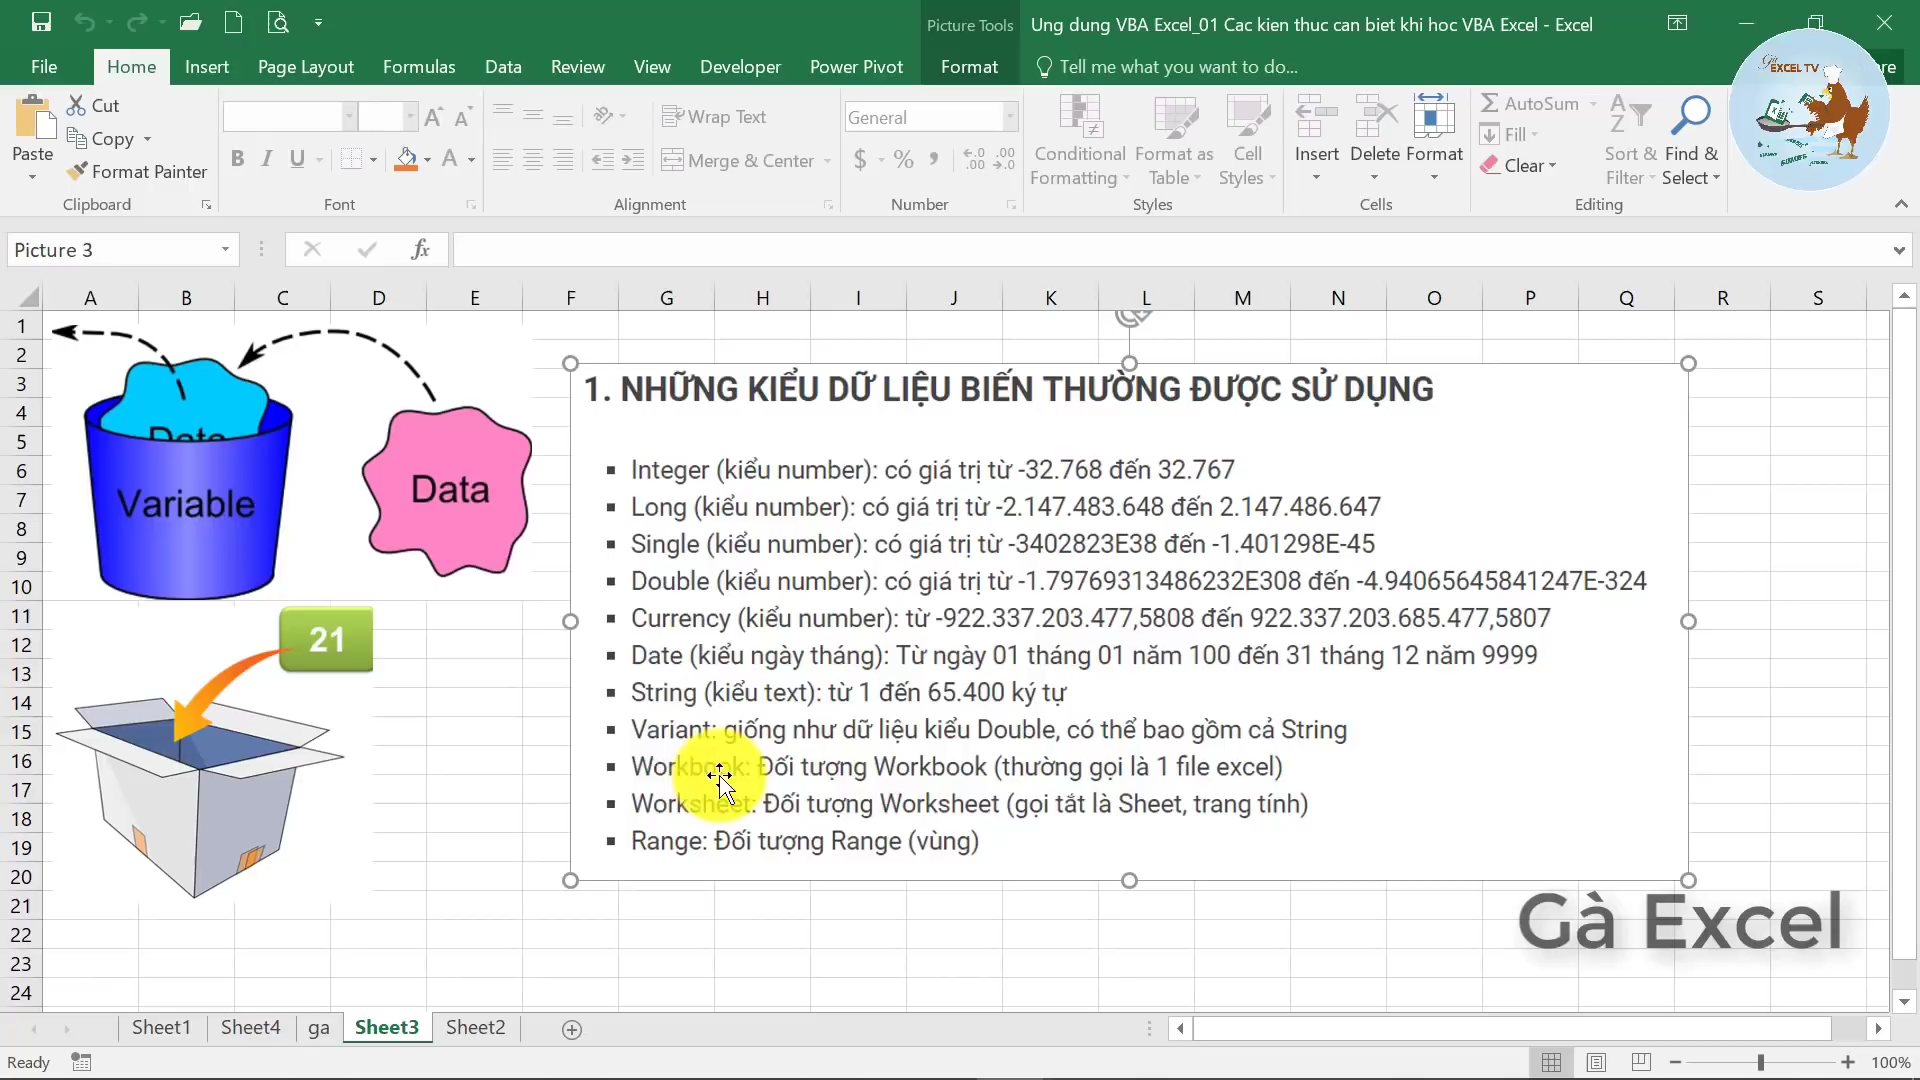 Picture Tools
Ung dung VBA Excel_01 Cac kien thuc can biet khi hoc VBA Excel - Excel
File Home Insert Page Layout Formulas Data Review View Developer Power Pivot Format Tell me what you want to do...
EXCEL TV
Paste
Cut
Copy
Format Painter
Clipboard
Font
Wrap Text
Merge & Center
Alignment
General
Number
Conditional Formatting
Format as Table
Cell Styles
Styles
Insert
Delete
Format
Cells
AutoSum
Fill
Clear
Sort & Filter
Find & Select
Editing
Picture 3
fx
A B C D E F G H I J K L M N O P Q R S
1
2
3
4
5
6
7
8
9
10
11
12
13
14
15
16
17
18
19
20
21
22
23
24
Variable
Data
21
1. NHỮNG KIỂU DỮ LIỆU BIẾN THƯỜNG ĐƯỢC SỬ DỤNG
Integer (kiểu number): có giá trị từ -32.768 đến 32.767
Long (kiểu number): có giá trị từ -2.147.483.648 đến 2.147.486.647
Single (kiểu number): có giá trị từ -3402823E38 đến -1.401298E-45
Double (kiểu number): có giá trị từ -1.79769313486232E308 đến -4.94065645841247E-324
Currency (kiểu number): từ -922.337.203.477,5808 đến 922.337.203.685.477,5807
Date (kiểu ngày tháng): Từ ngày 01 tháng 01 năm 100 đến 31 tháng 12 năm 9999
String (kiểu text): từ 1 đến 65.400 ký tự
Variant: giống như dữ liệu kiểu Double, có thể bao gồm cả String
Workbook: Đối tượng Workbook (thường gọi là 1 file excel)
Worksheet: Đối tượng Worksheet (gọi tắt là Sheet, trang tính)
Range: Đối tượng Range (vùng)
Gà Excel
Sheet1 Sheet4 ga Sheet3 Sheet2
Ready
100%